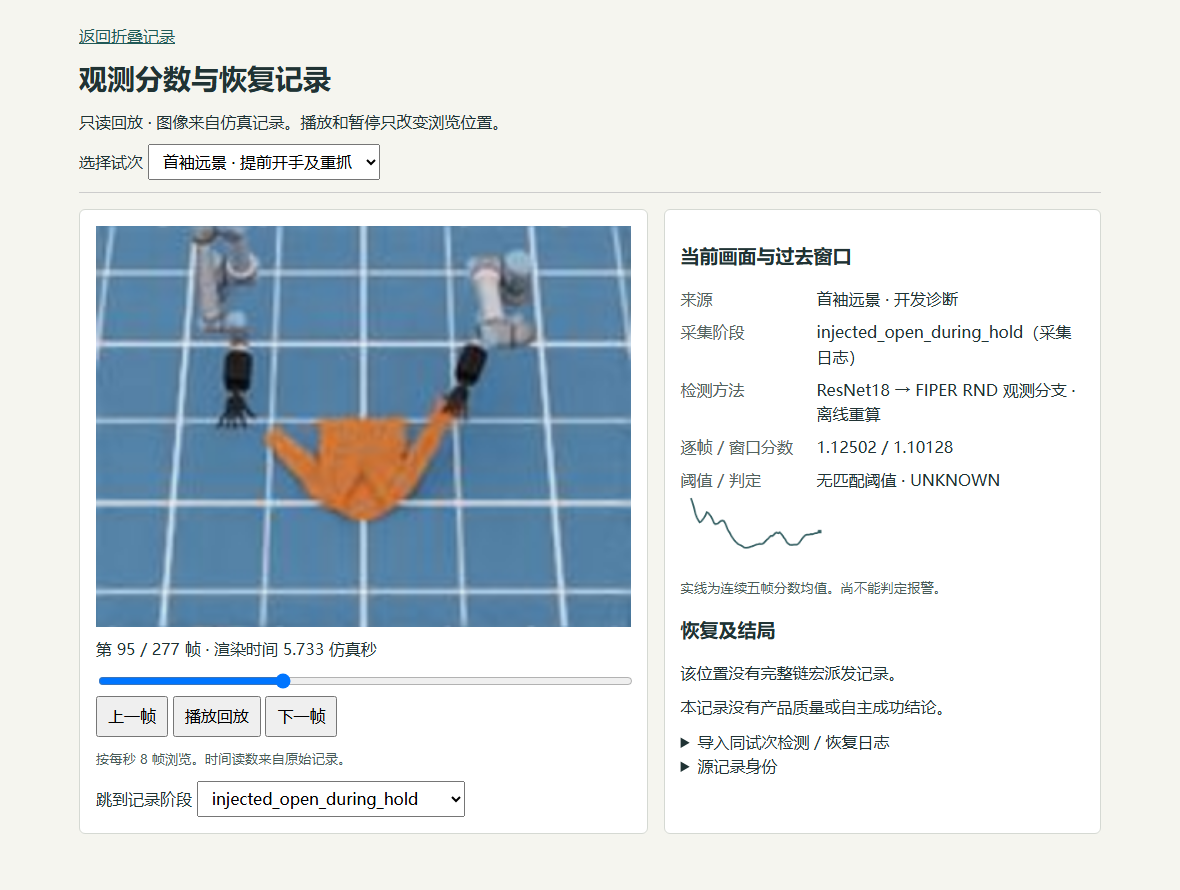 返回折叠记录
观测分数与恢复记录
只读回放 · 图像来自仿真记录。播放和暂停只改变浏览位置。
选择试次 首袖远景 · 提前开手及重抓
第 95 / 277 帧 · 渲染时间 5.733 仿真秒
上一帧 播放回放 下一帧
按每秒 8 帧浏览。时间读数来自原始记录。
跳到记录阶段 injected_open_during_hold
当前画面与过去窗口
来源 首袖远景 · 开发诊断
采集阶段 injected_open_during_hold（采集
日志）
检测方法 ResNet18 → FIPER RND 观测分支 ·
离线重算
逐帧 / 窗口分数 1.12502 / 1.10128
阈值 / 判定 无匹配阈值 · UNKNOWN
实线为连续五帧分数均值。尚不能判定报警。
恢复及结局
该位置没有完整链宏派发记录。
本记录没有产品质量或自主成功结论。
▶ 导入同试次检测 / 恢复日志
▶ 源记录身份